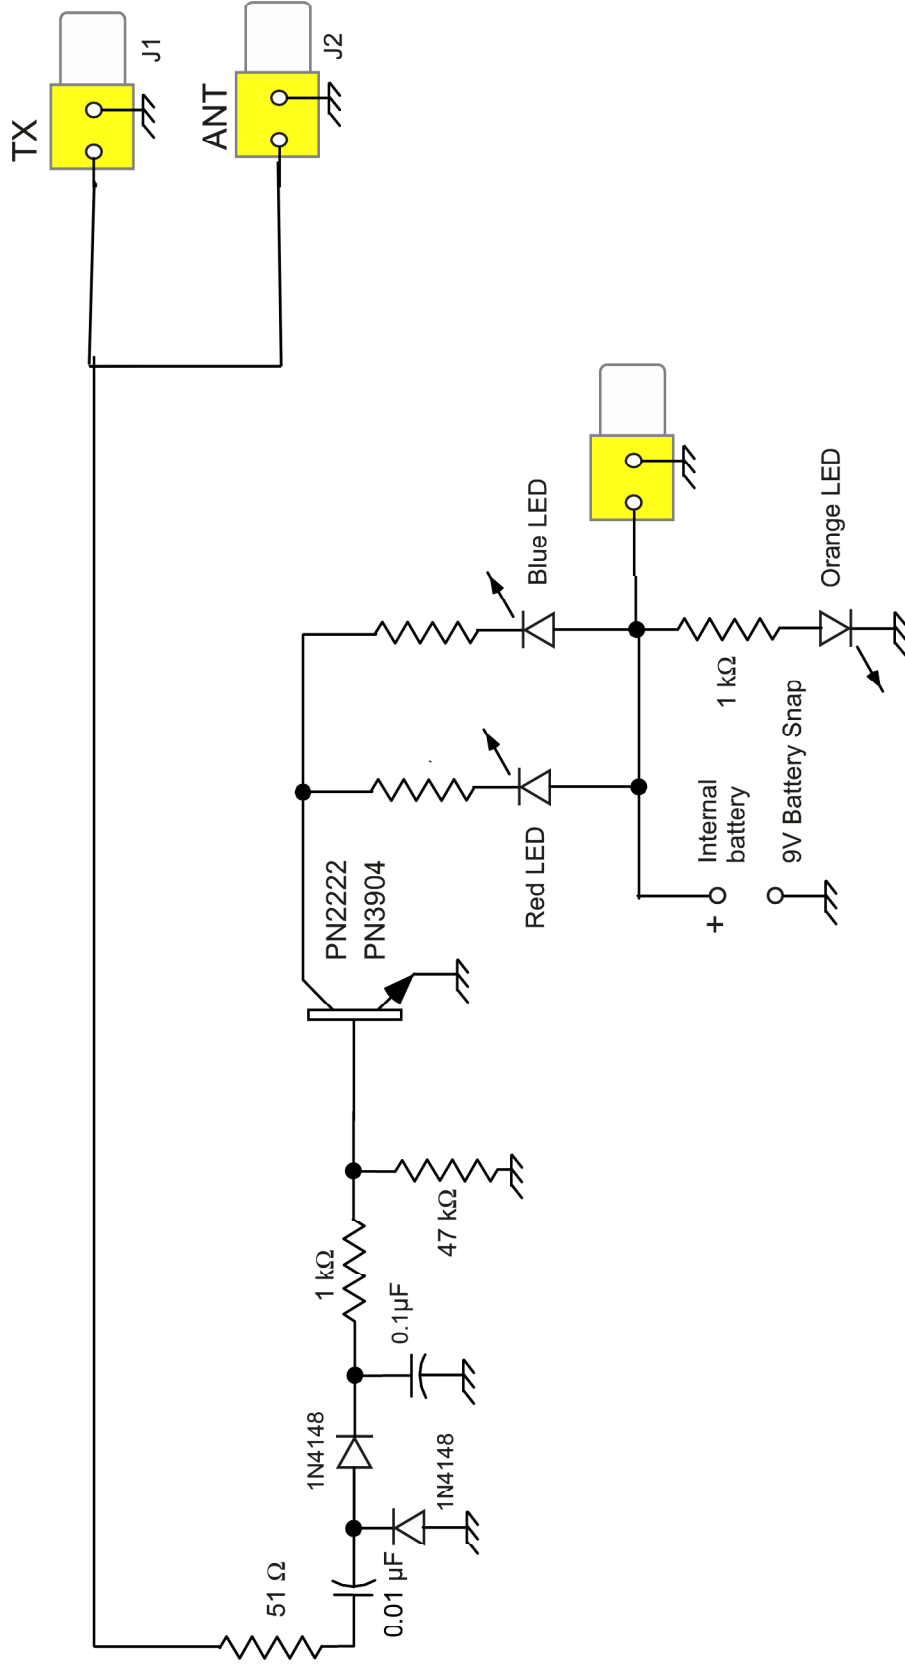 TX
J1
ANT
J2
51 Ω
0.01 µF
1N4148
1N4148
0.1µF
1 kΩ
47 kΩ
PN2222
PN3904
Red LED
Blue LED
+
Internal
battery
9V Battery Snap
1 kΩ
Orange LED